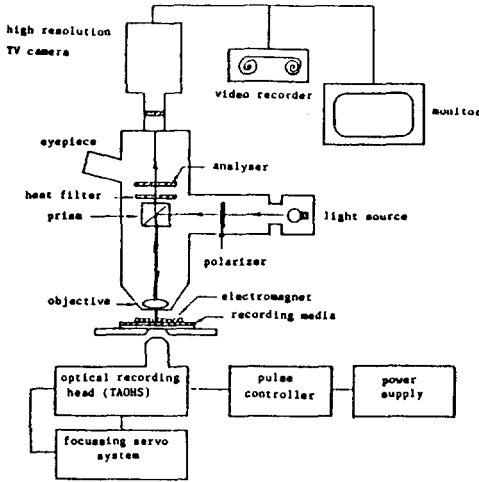 high resolution
TV camera
video recorder
monitor
eyepiece
analyser
heat filter
prism
light source
polarizer
objective
electromagnet
recording media
optical recording
head (TAOHS)
pulse
controller
power
supply
focussing servo
system